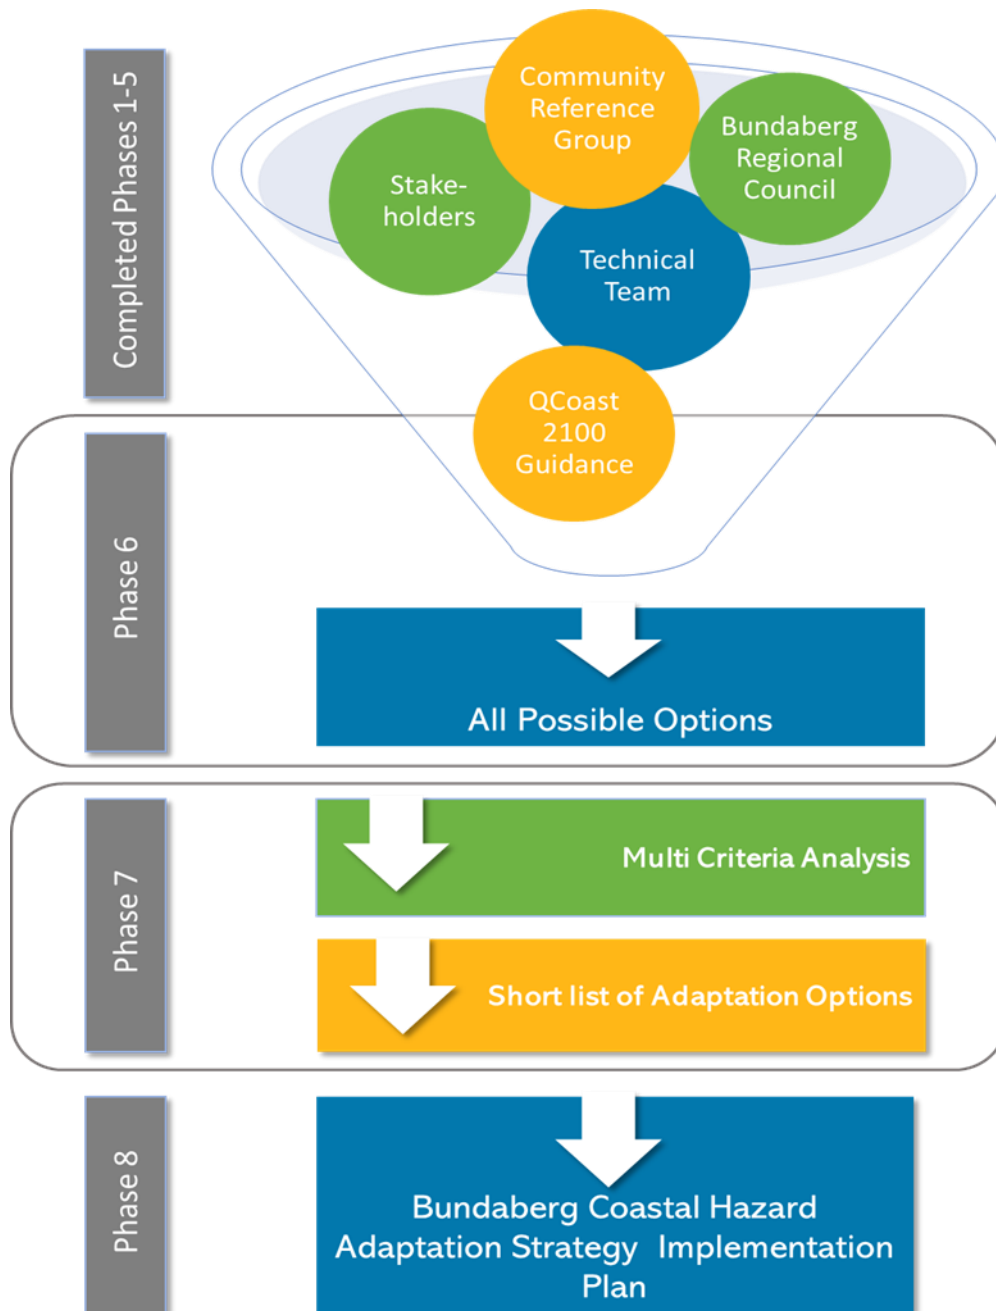 Completed Phases 1-5
Community
Reference
Group
Bundaberg
Regional
Council
Stake-
holders
Technical
Team
QCoast
2100
Guidance
Phase 6
All Possible Options
Phase 7
Multi Criteria Analysis
Short list of Adaptation Options
Phase 8
Bundaberg Coastal Hazard
Adaptation Strategy Implementation
Plan